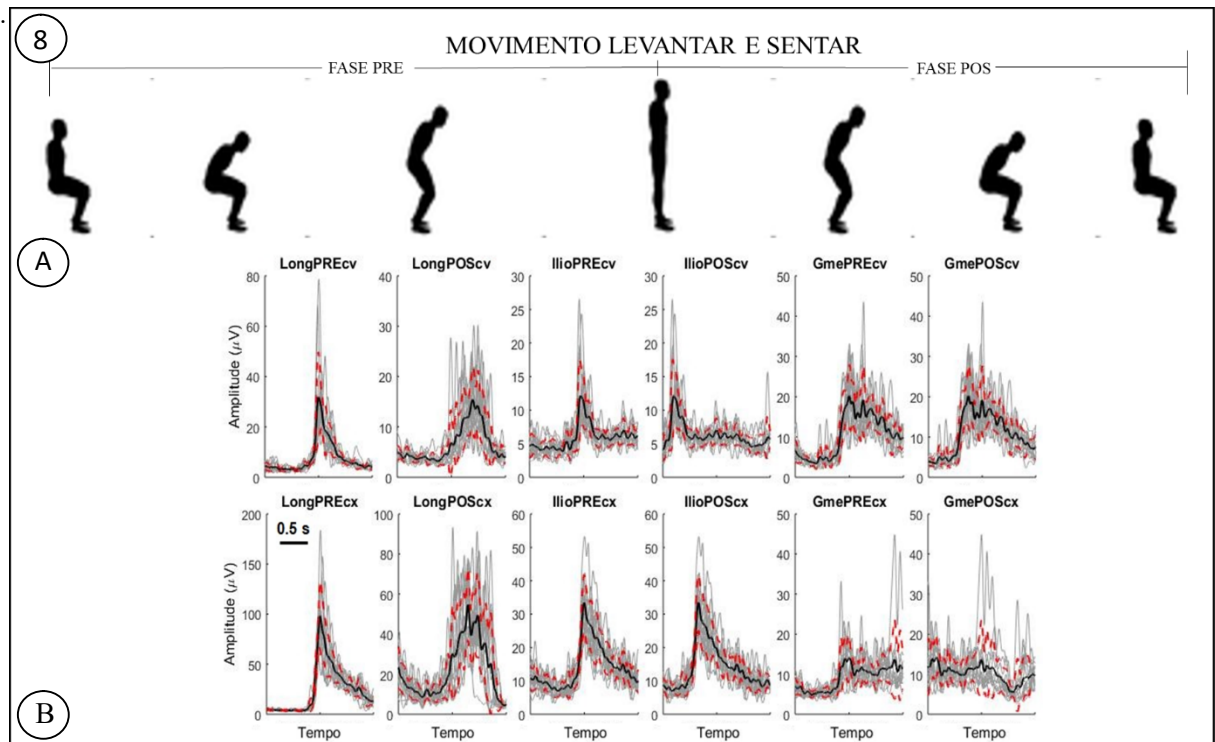 .
8
MOVIMENTO LEVANTAR E SENTAR
FASE PRE FASE POS
A
LongPREcv LongPOScv IlioPREcv IlioPOScv GmePREcv GmePOScv
80 40 30 30 50 50
25 25
60 30 40 40
20 20
30 30
40 20 15 15
20 20
10 10
20 10
5 5 10 10
0 0 0 0 0 0
Amplitude (μV)
LongPREcx LongPOScx IlioPREcx IlioPOScx GmePREcx GmePOScx
200 100 60 60 50 50
0.5 s
50 50
150 80 40 40
40 40
60 30 30
100 30 30
40 20 20
20 20
50 20 10 10
10 10
0 0 0 0 0 0
Amplitude (μV)
B
Tempo Tempo Tempo Tempo Tempo Tempo